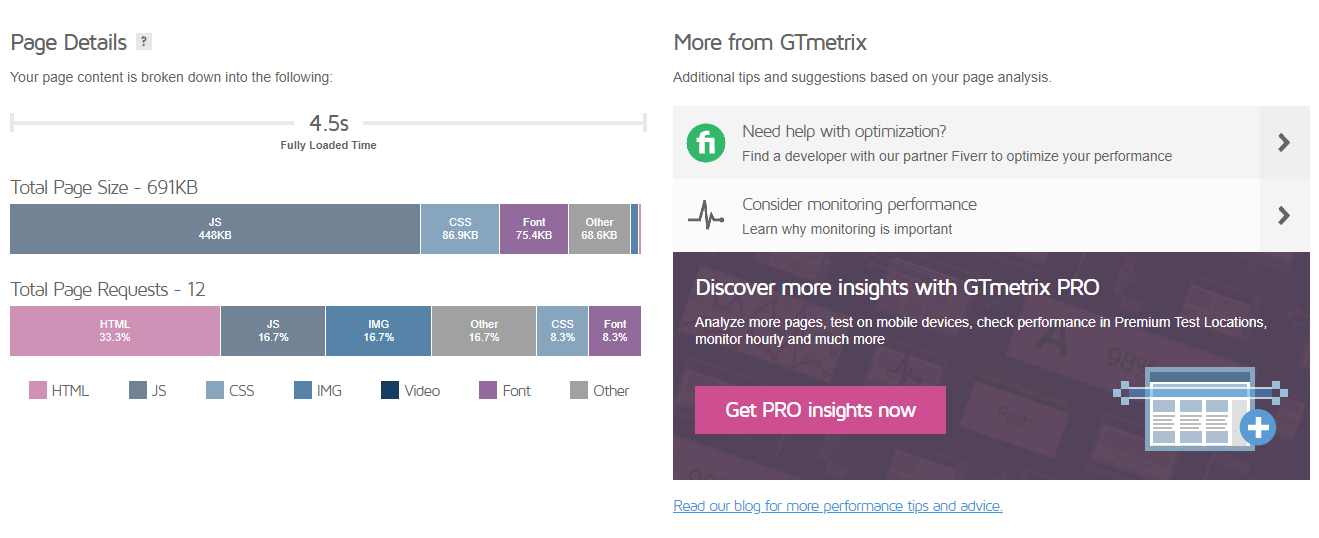 Page Details ?
Your page content is broken down into the following:
4.5s
Fully Loaded Time
Total Page Size - 691KB
JS
448KB
CSS
86.9KB
Font
75.4KB
Other
68.6KB
Total Page Requests - 12
HTML
33.3%
JS
16.7%
IMG
16.7%
Other
16.7%
CSS
8.3%
Font
8.3%
HTML
JS
CSS
IMG
Video
Font
Other
More from GTmetrix
Additional tips and suggestions based on your page analysis.
fi
Need help with optimization?
Find a developer with our partner Fiverr to optimize your performance
Consider monitoring performance
Learn why monitoring is important
Discover more insights with GTmetrix PRO
Analyze more pages, test on mobile devices, check performance in Premium Test Locations,
monitor hourly and much more
A
98%
Fast!
98%
Get PRO insights now
Read our blog for more performance tips and advice.